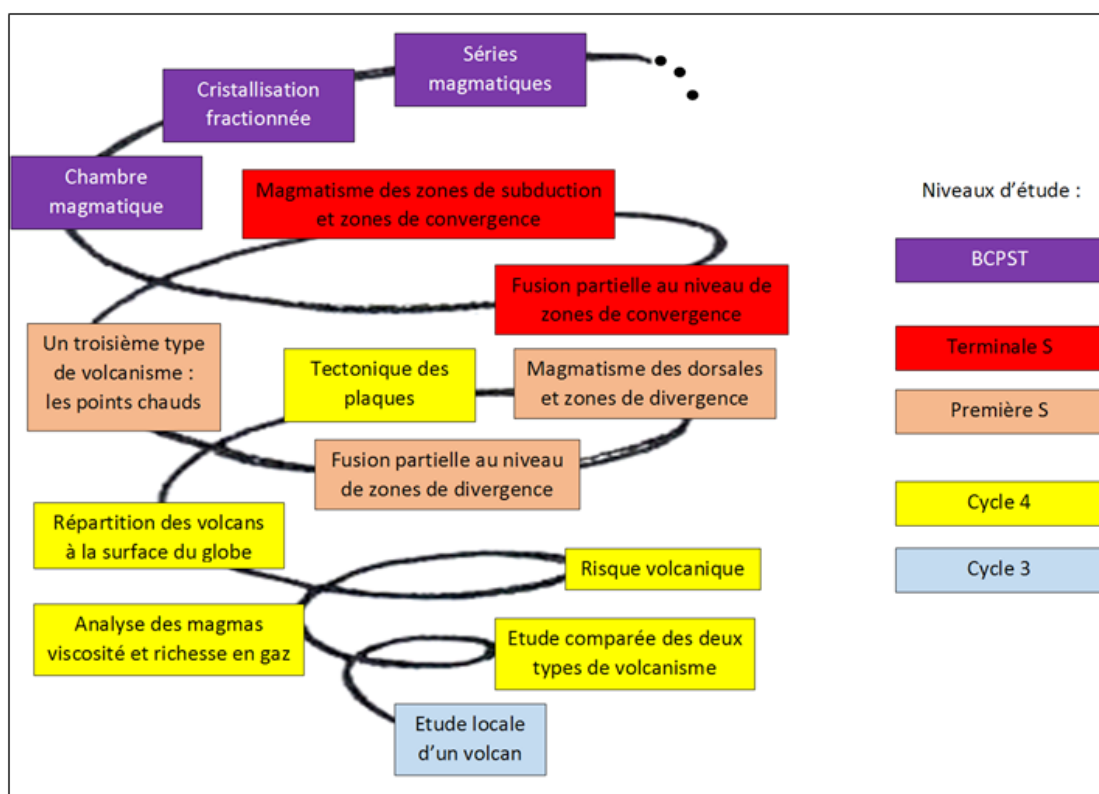 Séries
magmatiques
Cristallisation
fractionnée
Chambre
magmatique
Magmatisme des zones de subduction
et zones de convergence
Fusion partielle au niveau de
zones de convergence
Un troisième type
de volcanisme :
les points chauds
Tectonique des
plaques
Magmatisme des dorsales
et zones de divergence
Fusion partielle au niveau
de zones de divergence
Répartition des volcans
à la surface du globe
Risque volcanique
Analyse des magmas
viscosité et richesse en gaz
Etude comparée des deux
types de volcanisme
Etude locale
d’un volcan
Niveaux d’étude :
BCPST
Terminale S
Première S
Cycle 4
Cycle 3